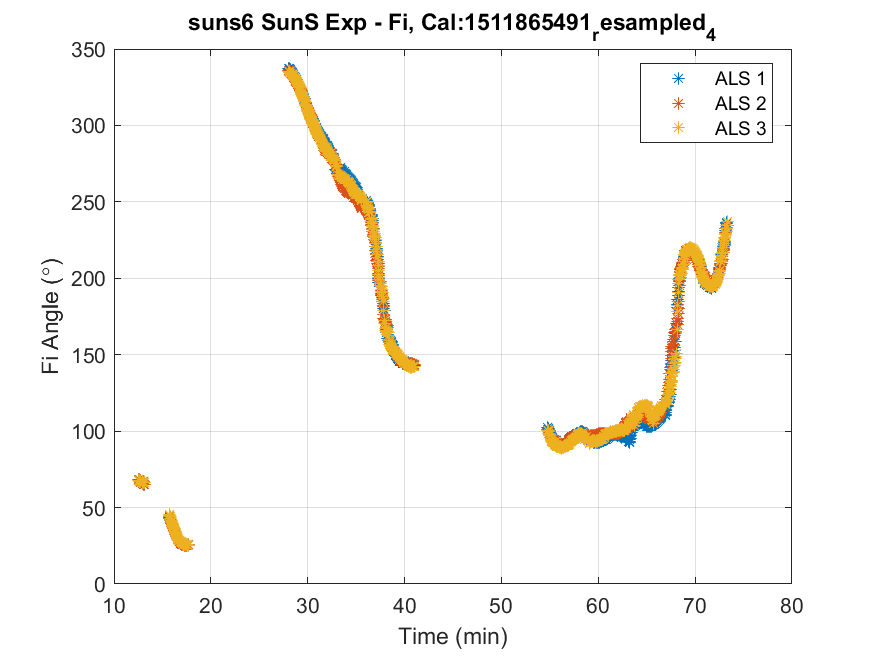 suns6 SunS Exp - Fi, Cal:1511865491_resampled_4
350
300
250
200
150
100
50
0
Fi Angle (°)
ALS 1
ALS 2
ALS 3
10 20 30 40 50 60 70 80
Time (min)